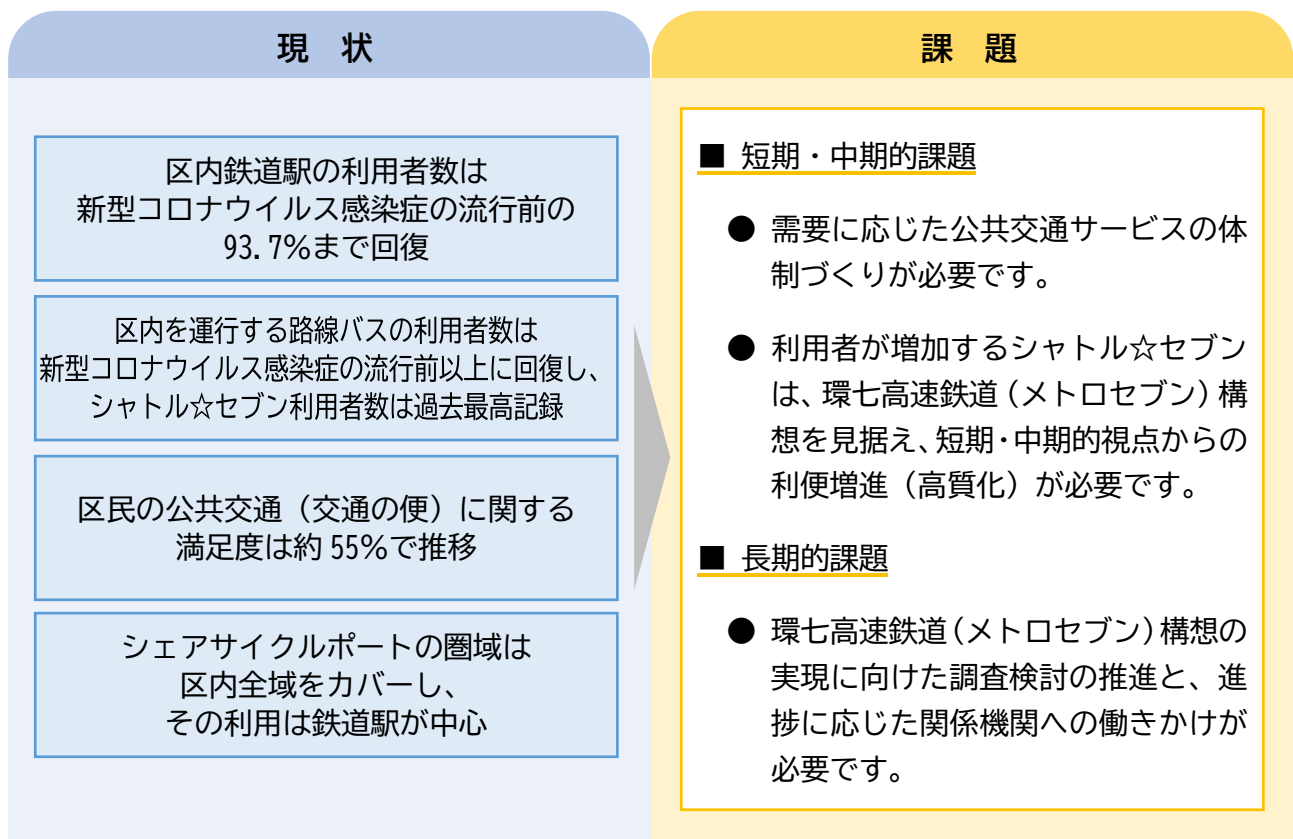 現 状
区内鉄道駅の利用者数は
新型コロナウイルス感染症の流行前の
93.7%まで回復
区内を運行する路線バスの利用者数は
新型コロナウイルス感染症の流行前以上に回復し、
シャトル☆セブン利用者数は過去最高記録
区民の公共交通（交通の便）に関する
満足度は約 55%で推移
シェアサイクルポートの圏域は
区内全域をカバーし、
その利用は鉄道駅が中心
課 題
■ 短期・中期的課題
● 需要に応じた公共交通サービスの体
制づくりが必要です。
● 利用者が増加するシャトル☆セブン
は、環七高速鉄道（メトロセブン）構
想を見据え、短期・中期的視点からの
利便増進（高質化）が必要です。
■ 長期的課題
● 環七高速鉄道（メトロセブン）構想の
実現に向けた調査検討の推進と、進
捗に応じた関係機関への働きかけが
必要です。